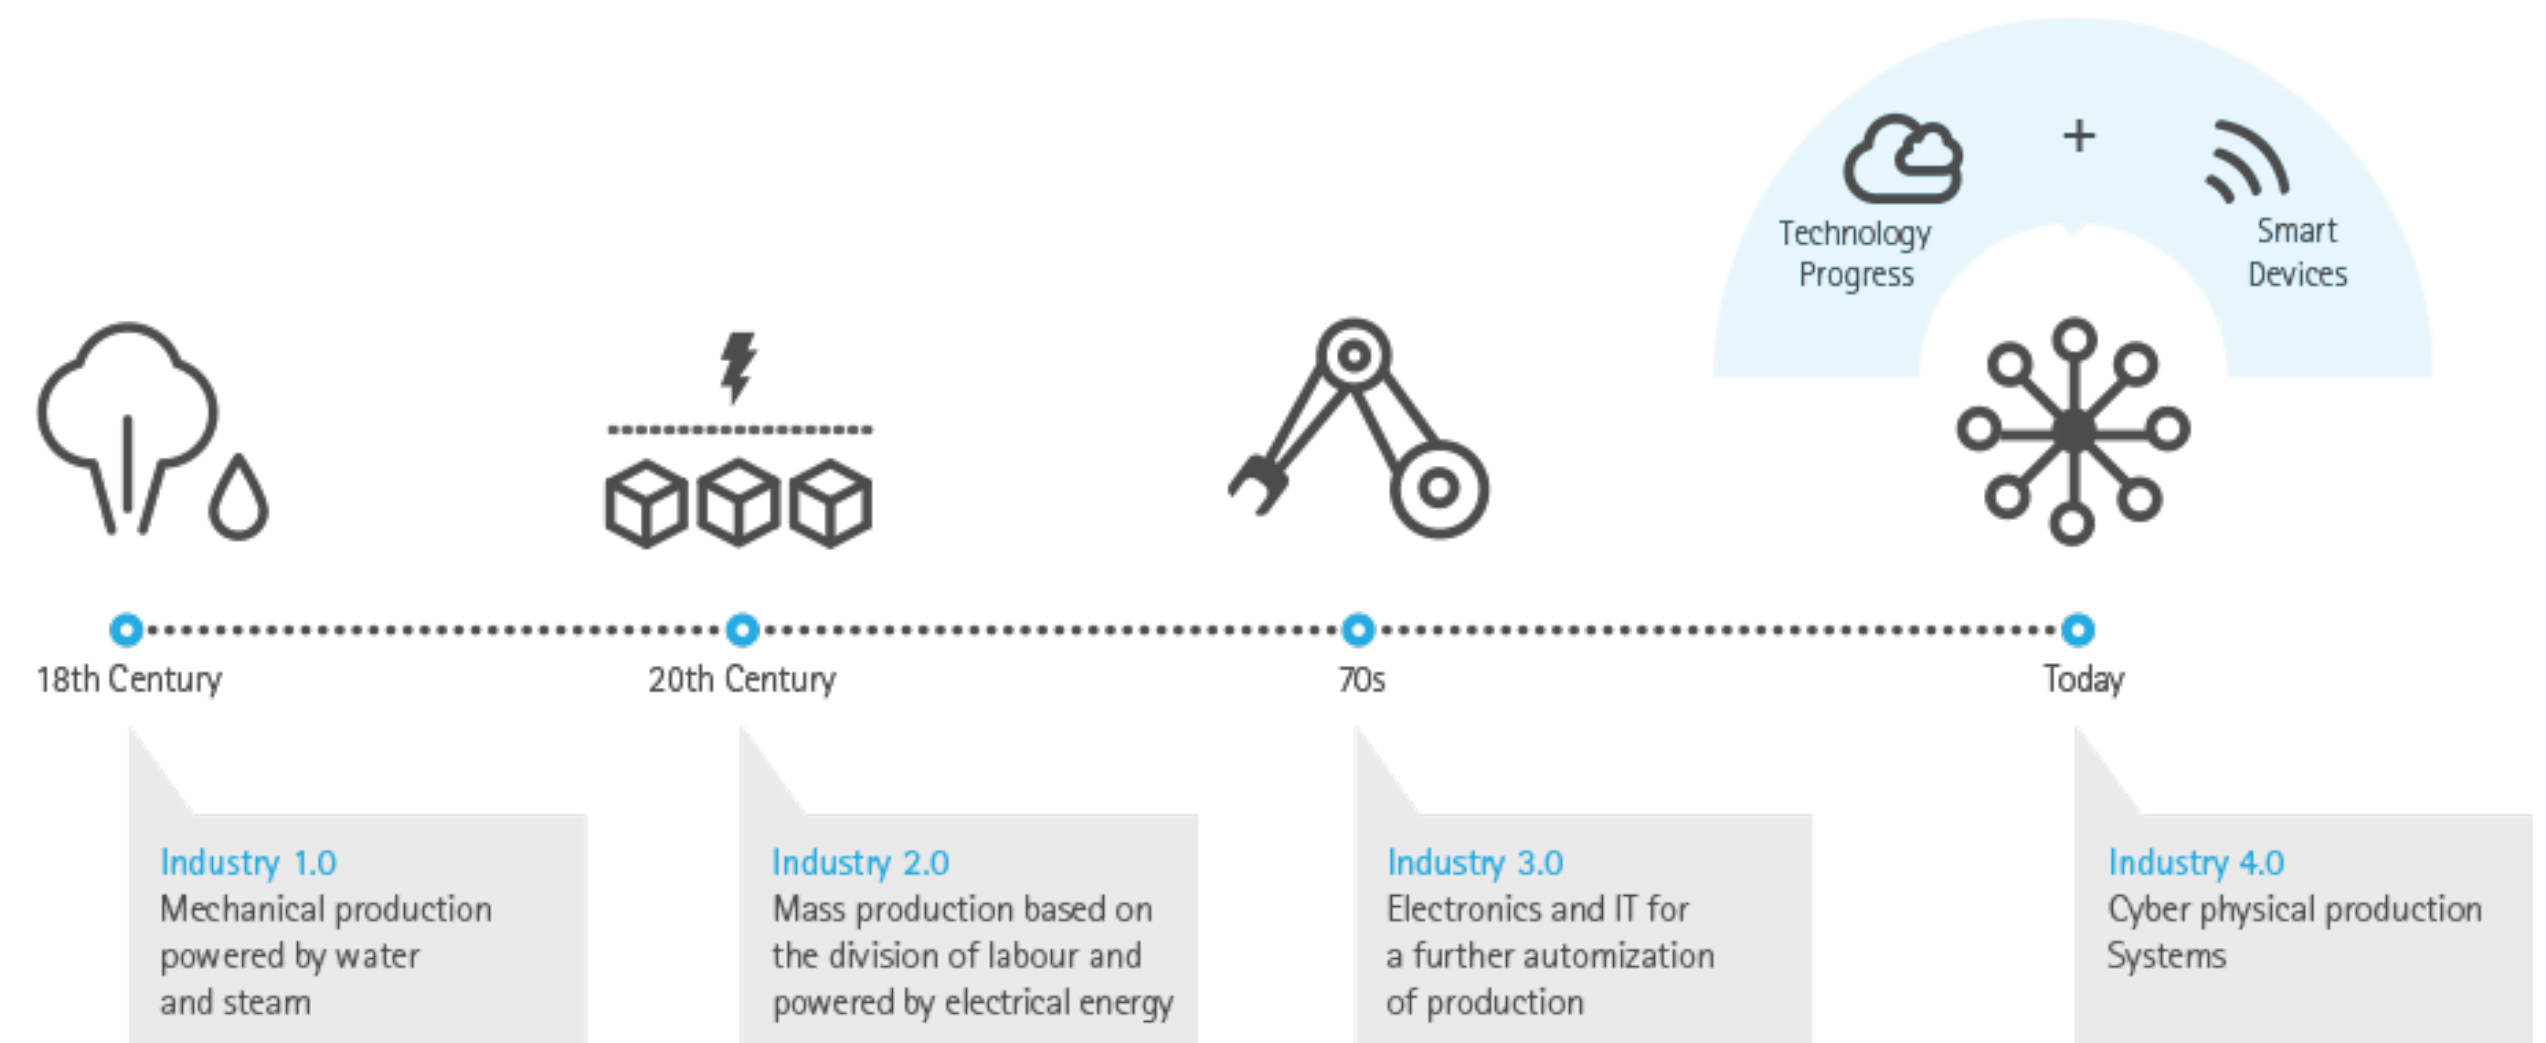 +
Technology
Progress
Smart
Devices
18th Century
20th Century
70s
Today
Industry 1.0
Mechanical production
powered by water
and steam
Industry 2.0
Mass production based on
the division of labour and
powered by electrical energy
Industry 3.0
Electronics and IT for
a further automization
of production
Industry 4.0
Cyber physical production
Systems